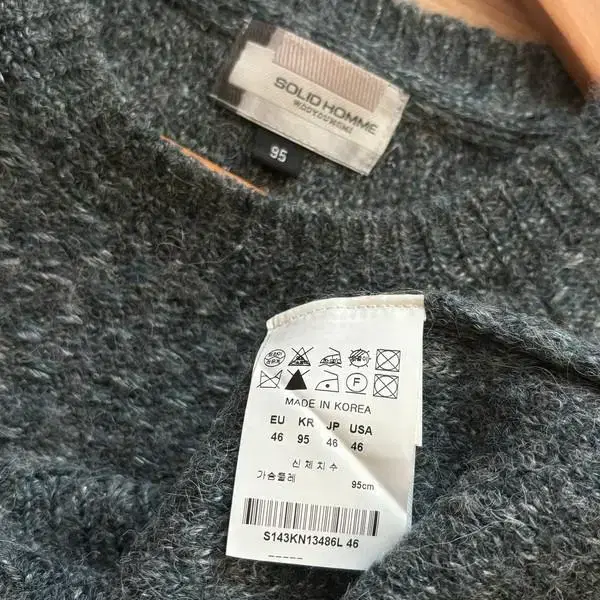 SOLID HOMME
WOOYOUNGMI
95
F
MADE IN KOREA
EU KR JP USA
46 95 46 46
신체치수
가슴둘레 95cm
S143KN13486L 46